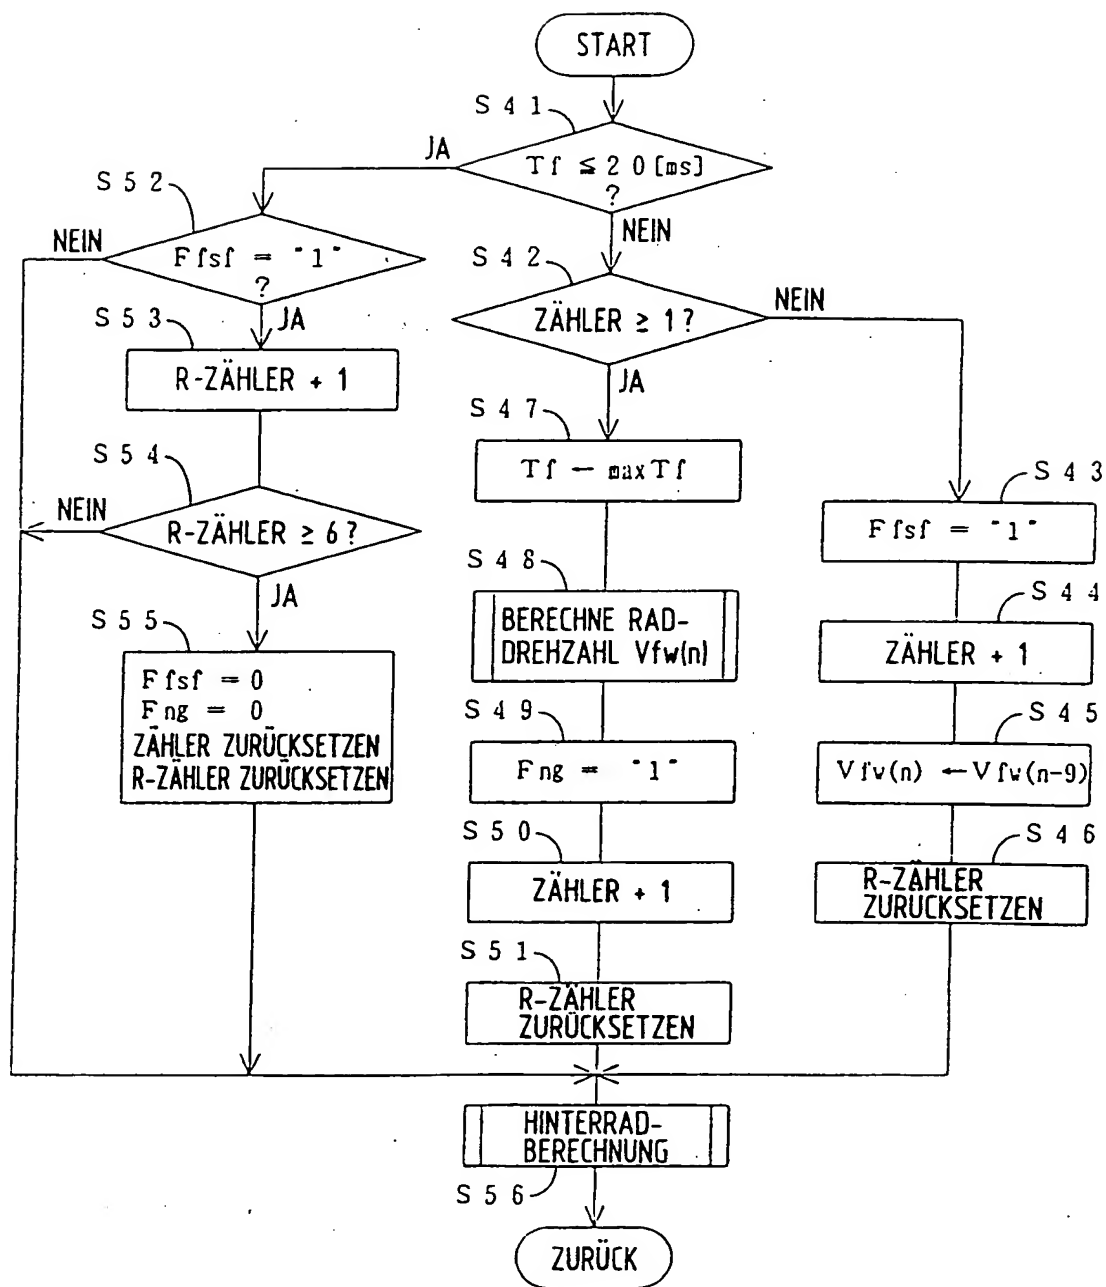 START
S 4 1
JA
Tf ≦ 2 0 [ms]
?
S 5 2
NEIN
NEIN
Ffsf = "1"
?
S 4 2
NEIN
ZÄHLER ≥ 1 ?
S 5 3
JA
JA
R-ZÄHLER + 1
S 4 7
Tf ← maxTf
S 5 4
S 4 3
NEIN
R-ZÄHLER ≥ 6 ?
Ffsf = "1"
S 4 8
JA
S 4 4
BERECHNE RAD-
DREHZAHL Vfw(n)
S 5 5
ZÄHLER + 1
Ffsf = 0
Fng = 0
ZÄHLER ZURÜCKSETZEN
R-ZÄHLER ZURÜCKSETZEN
S 4 9
S 4 5
Fng = "1"
Vfw(n) ← Vfw(n-9)
S 5 0
S 4 6
ZÄHLER + 1
R-ZÄHLER
ZURÜCKSETZEN
S 5 1
R-ZÄHLER
ZURÜCKSETZEN
HINTERRAD-
BERECHNUNG
S 5 6
ZURÜCK